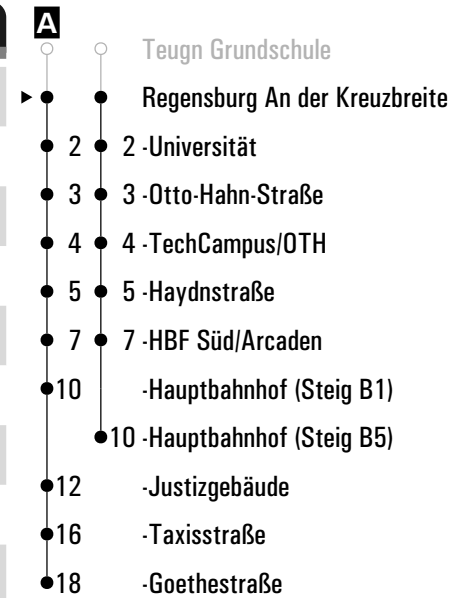 A
Teugn Grundschule
Regensburg An der Kreuzbreite
2 2 -Universität
3 3 -Otto-Hahn-Straße
4 4 -TechCampus/OTH
5 5 -Haydnstraße
7 7 -HBF Süd/Arcaden
10 -Hauptbahnhof (Steig B1)
10 -Hauptbahnhof (Steig B5)
12 -Justizgebäude
16 -Taxisstraße
18 -Goethestraße